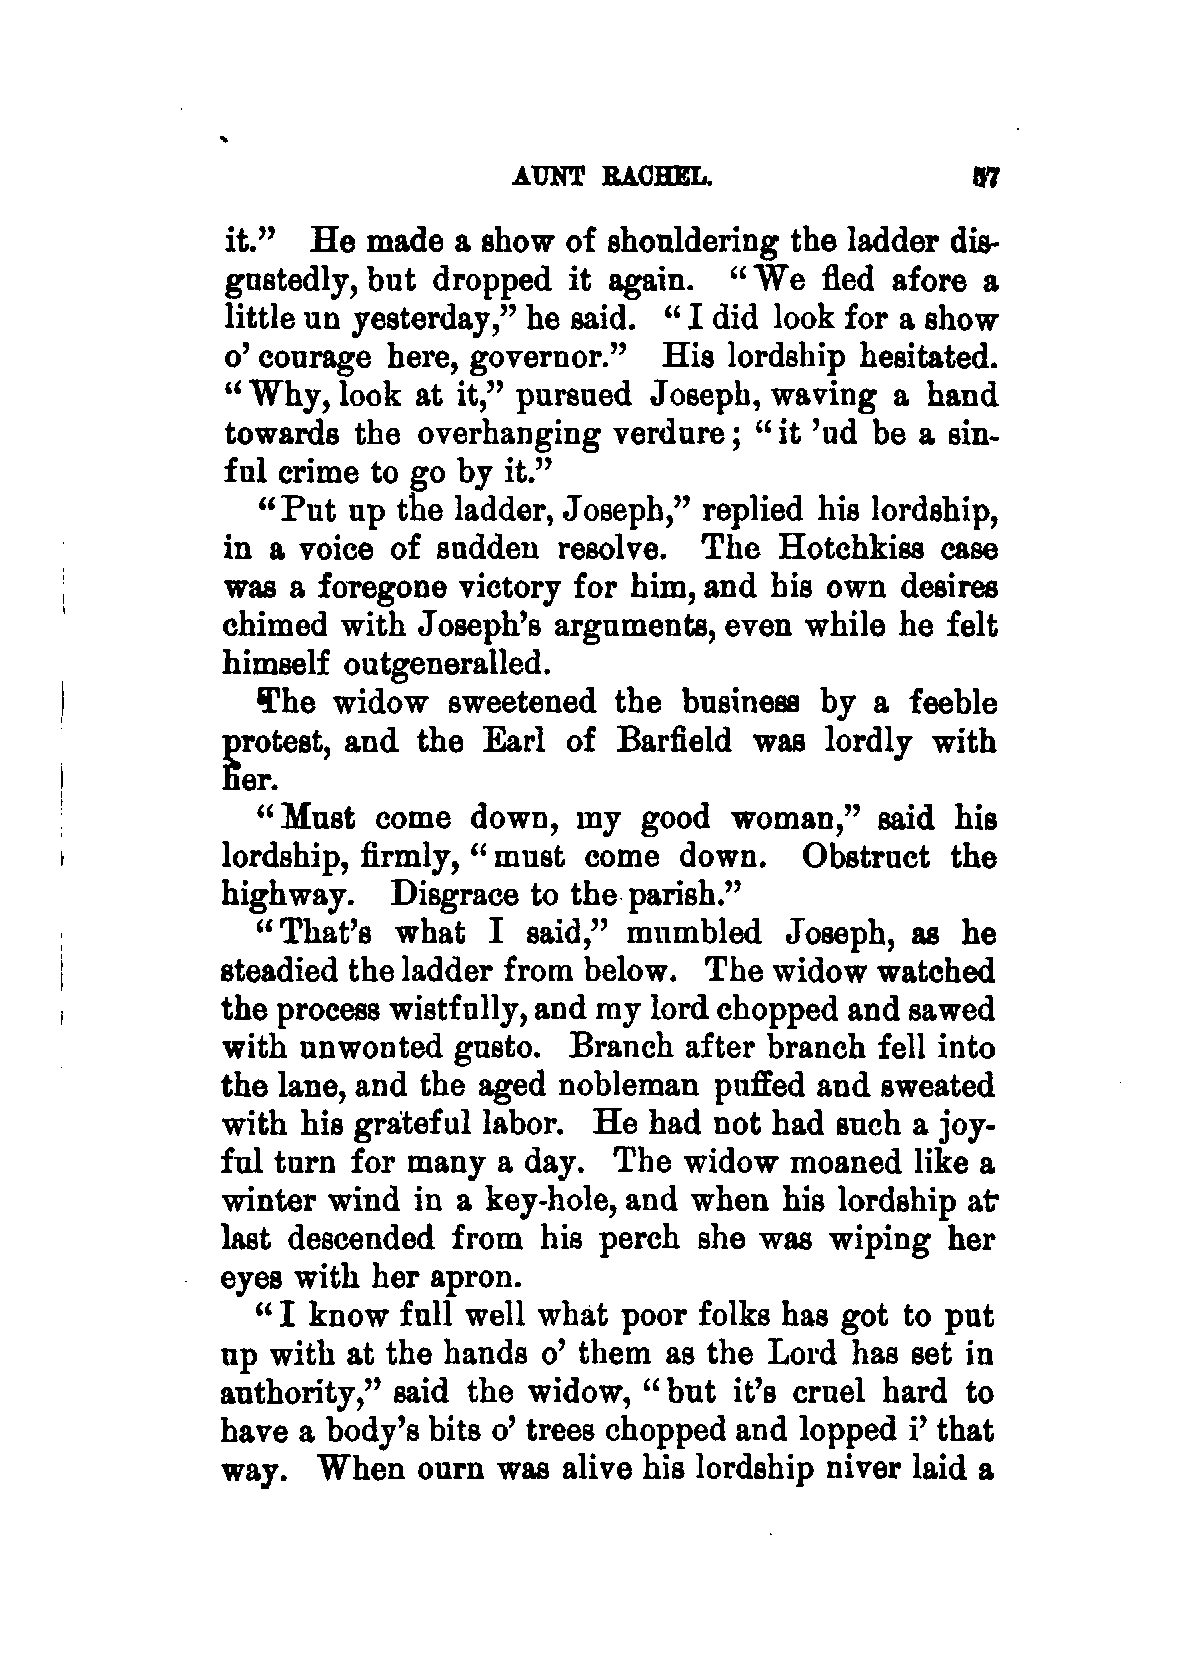 AUNT RACHEL. 57
it.” He made a show of shouldering the ladder dis-
gustedly, but dropped it again. “We fled afore a
little un yesterday,” he said. “I did look for a show
o’ courage here, governor.” His lordship hesitated.
“Why, look at it,” pursued Joseph, waving a hand
towards the overhanging verdure; “it ’ud be a sin-
ful crime to go by it.”
“Put up the ladder, Joseph,” replied his lordship,
in a voice of sudden resolve. The Hotchkiss case
was a foregone victory for him, and his own desires
chimed with Joseph’s arguments, even while he felt
himself outgeneralled.
The widow sweetened the business by a feeble
protest, and the Earl of Barfield was lordly with
her.
“Must come down, my good woman,” said his
lordship, firmly, “must come down. Obstruct the
highway. Disgrace to the parish.”
“That’s what I said,” mumbled Joseph, as he
steadied the ladder from below. The widow watched
the process wistfully, and my lord chopped and sawed
with unwonted gusto. Branch after branch fell into
the lane, and the aged nobleman puffed and sweated
with his grateful labor. He had not had such a joy-
ful turn for many a day. The widow moaned like a
winter wind in a key-hole, and when his lordship at
last descended from his perch she was wiping her
eyes with her apron.
“I know full well what poor folks has got to put
up with at the hands o’ them as the Lord has set in
authority,” said the widow, “but it’s cruel hard to
have a body’s bits o’ trees chopped and lopped i’ that
way. When ourn was alive his lordship niver laid a